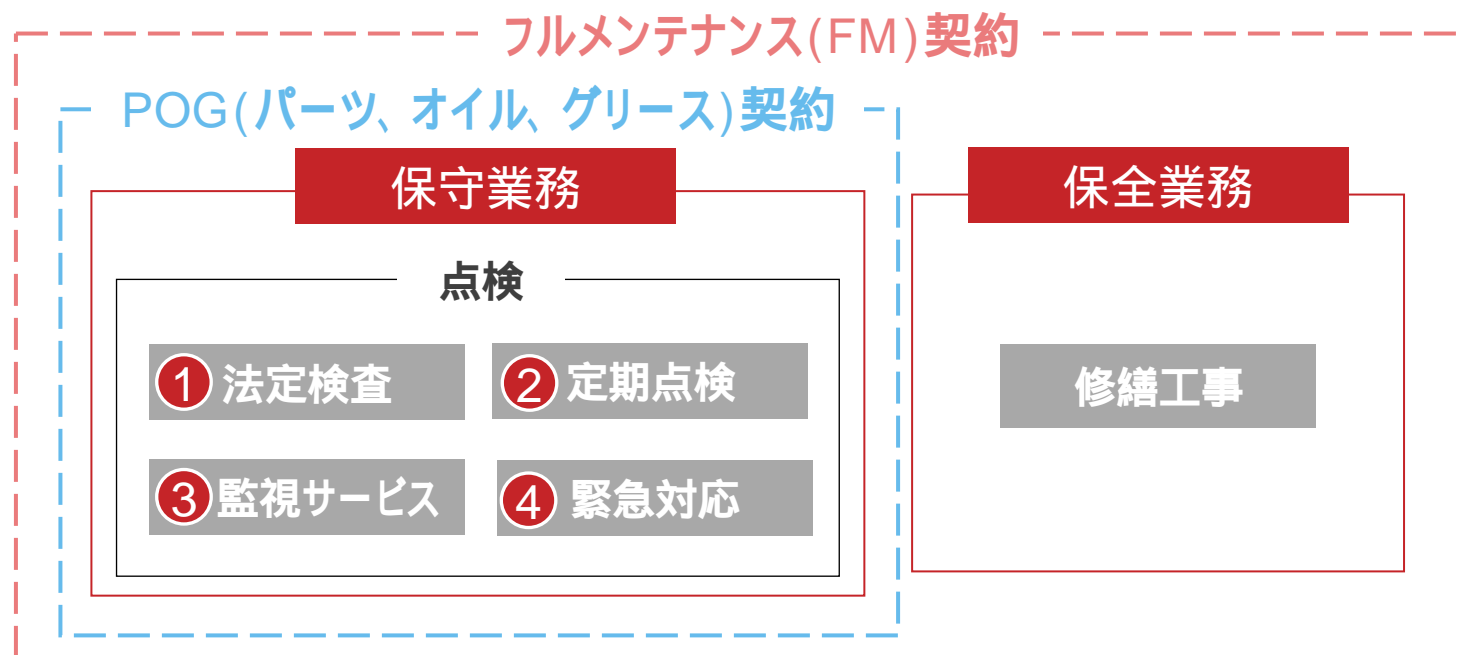 フルメンテナンス(FM)契約
POG(パーツ、オイル、グリース)契約
保守業務
保全業務
点検
1 法定検査
2 定期点検
修繕工事
3 監視サービス
4 緊急対応